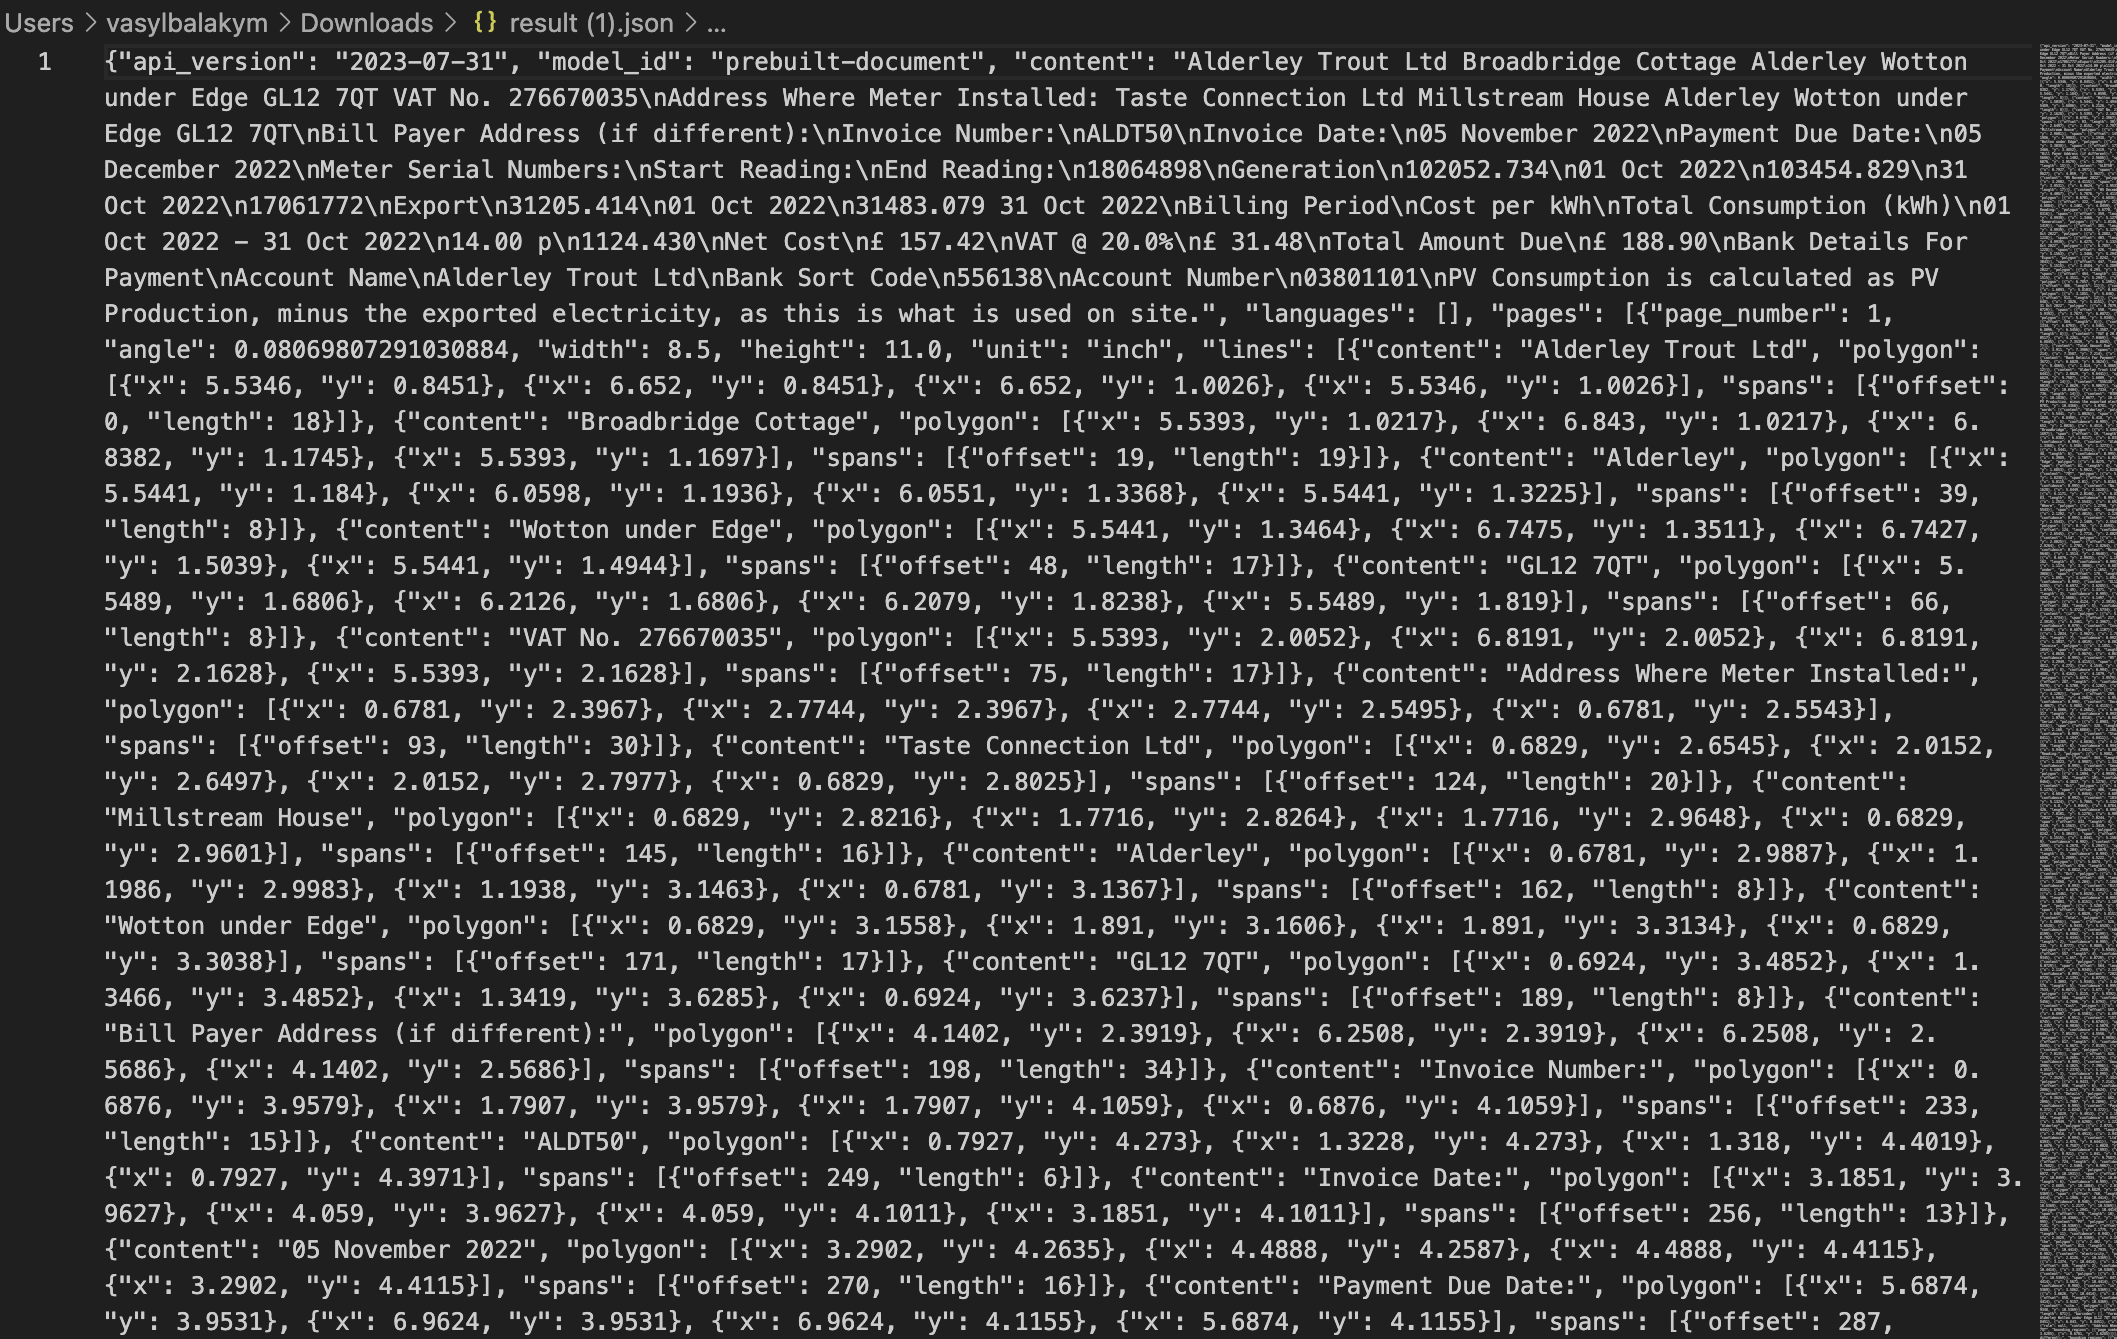 Users > vasylbalakym > Downloads > {} result (1).json > ...
1 {"api_version": "2023-07-31", "model_id": "prebuilt-document", "content": "Alderley Trout Ltd Broadbridge Cottage Alderley Wotton
under Edge GL12 7QT VAT No. 276670035\nAddress Where Meter Installed: Taste Connection Ltd Millstream House Alderley Wotton under
Edge GL12 7QT\nBill Payer Address (if different):\nInvoice Number:\nALDT50\nInvoice Date:\n05 November 2022\nPayment Due Date:\n05
December 2022\nMeter Serial Numbers:\nStart Reading:\nEnd Reading:\n18064898\nGeneration\n102052.734\n01 Oct 2022\n103454.829\n31
Oct 2022\n17061772\nExport\n31205.414\n01 Oct 2022\n31483.079 31 Oct 2022\nBilling Period\nCost per kWh\nTotal Consumption (kWh)\n01
Oct 2022 - 31 Oct 2022\n14.00 p\n1124.430\nNet Cost\n£ 157.42\nVAT @ 20.0%\n£ 31.48\nTotal Amount Due\n£ 188.90\nBank Details For
Payment\nAccount Name\nAlderley Trout Ltd\nBank Sort Code\n556138\nAccount Number\n03801101\nPV Consumption is calculated as PV
Production, minus the exported electricity, as this is what is used on site.", "languages": [], "pages": [{"page_number": 1,
"angle": 0.08069807291030884, "width": 8.5, "height": 11.0, "unit": "inch", "lines": [{"content": "Alderley Trout Ltd", "polygon":
[{"x": 5.5346, "y": 0.8451}, {"x": 6.652, "y": 0.8451}, {"x": 6.652, "y": 1.0026}, {"x": 5.5346, "y": 1.0026}], "spans": [{"offset":
0, "length": 18}]}, {"content": "Broadbridge Cottage", "polygon": [{"x": 5.5393, "y": 1.0217}, {"x": 6.843, "y": 1.0217}, {"x": 6.
8382, "y": 1.1745}, {"x": 5.5393, "y": 1.1697}], "spans": [{"offset": 19, "length": 19}]}, {"content": "Alderley", "polygon": [{"x":
5.5441, "y": 1.184}, {"x": 6.0598, "y": 1.1936}, {"x": 6.0551, "y": 1.3368}, {"x": 5.5441, "y": 1.3225}], "spans": [{"offset": 39,
"length": 8}]}, {"content": "Wotton under Edge", "polygon": [{"x": 5.5441, "y": 1.3464}, {"x": 6.7475, "y": 1.3511}, {"x": 6.7427,
"y": 1.5039}, {"x": 5.5441, "y": 1.4944}], "spans": [{"offset": 48, "length": 17}]}, {"content": "GL12 7QT", "polygon": [{"x": 5.
5489, "y": 1.6806}, {"x": 6.2126, "y": 1.6806}, {"x": 6.2079, "y": 1.8238}, {"x": 5.5489, "y": 1.819}], "spans": [{"offset": 66,
"length": 8}]}, {"content": "VAT No. 276670035", "polygon": [{"x": 5.5393, "y": 2.0052}, {"x": 6.8191, "y": 2.0052}, {"x": 6.8191,
"y": 2.1628}, {"x": 5.5393, "y": 2.1628}], "spans": [{"offset": 75, "length": 17}]}, {"content": "Address Where Meter Installed:",
"polygon": [{"x": 0.6781, "y": 2.3967}, {"x": 2.7744, "y": 2.3967}, {"x": 2.7744, "y": 2.5495}, {"x": 0.6781, "y": 2.5543}],
"spans": [{"offset": 93, "length": 30}]}, {"content": "Taste Connection Ltd", "polygon": [{"x": 0.6829, "y": 2.6545}, {"x": 2.0152,
"y": 2.6497}, {"x": 2.0152, "y": 2.7977}, {"x": 0.6829, "y": 2.8025}], "spans": [{"offset": 124, "length": 20}]}, {"content":
"Millstream House", "polygon": [{"x": 0.6829, "y": 2.8216}, {"x": 1.7716, "y": 2.8264}, {"x": 1.7716, "y": 2.9648}, {"x": 0.6829,
"y": 2.9601}], "spans": [{"offset": 145, "length": 16}]}, {"content": "Alderley", "polygon": [{"x": 0.6781, "y": 2.9887}, {"x": 1.
1986, "y": 2.9983}, {"x": 1.1938, "y": 3.1463}, {"x": 0.6781, "y": 3.1367}], "spans": [{"offset": 162, "length": 8}]}, {"content":
"Wotton under Edge", "polygon": [{"x": 0.6829, "y": 3.1558}, {"x": 1.891, "y": 3.1606}, {"x": 1.891, "y": 3.3134}, {"x": 0.6829,
"y": 3.3038}], "spans": [{"offset": 171, "length": 17}]}, {"content": "GL12 7QT", "polygon": [{"x": 0.6924, "y": 3.4852}, {"x": 1.
3466, "y": 3.4852}, {"x": 1.3419, "y": 3.6285}, {"x": 0.6924, "y": 3.6237}], "spans": [{"offset": 189, "length": 8}]}, {"content":
"Bill Payer Address (if different):", "polygon": [{"x": 4.1402, "y": 2.3919}, {"x": 6.2508, "y": 2.3919}, {"x": 6.2508, "y": 2.
5686}, {"x": 4.1402, "y": 2.5686}], "spans": [{"offset": 198, "length": 34}]}, {"content": "Invoice Number:", "polygon": [{"x": 0.
6876, "y": 3.9579}, {"x": 1.7907, "y": 3.9579}, {"x": 1.7907, "y": 4.1059}, {"x": 0.6876, "y": 4.1059}], "spans": [{"offset": 233,
"length": 15}]}, {"content": "ALDT50", "polygon": [{"x": 0.7927, "y": 4.273}, {"x": 1.3228, "y": 4.273}, {"x": 1.318, "y": 4.4019},
{"x": 0.7927, "y": 4.3971}], "spans": [{"offset": 249, "length": 6}]}, {"content": "Invoice Date:", "polygon": [{"x": 3.1851, "y": 3.
9627}, {"x": 4.059, "y": 3.9627}, {"x": 4.059, "y": 4.1011}, {"x": 3.1851, "y": 4.1011}], "spans": [{"offset": 256, "length": 13}]},
{"content": "05 November 2022", "polygon": [{"x": 3.2902, "y": 4.2635}, {"x": 4.4888, "y": 4.2587}, {"x": 4.4888, "y": 4.4115},
{"x": 3.2902, "y": 4.4115}], "spans": [{"offset": 270, "length": 16}]}, {"content": "Payment Due Date:", "polygon": [{"x": 5.6874,
"y": 3.9531}, {"x": 6.9624, "y": 3.9531}, {"x": 6.9624, "y": 4.1155}, {"x": 5.6874, "y": 4.1155}], "spans": [{"offset": 287,